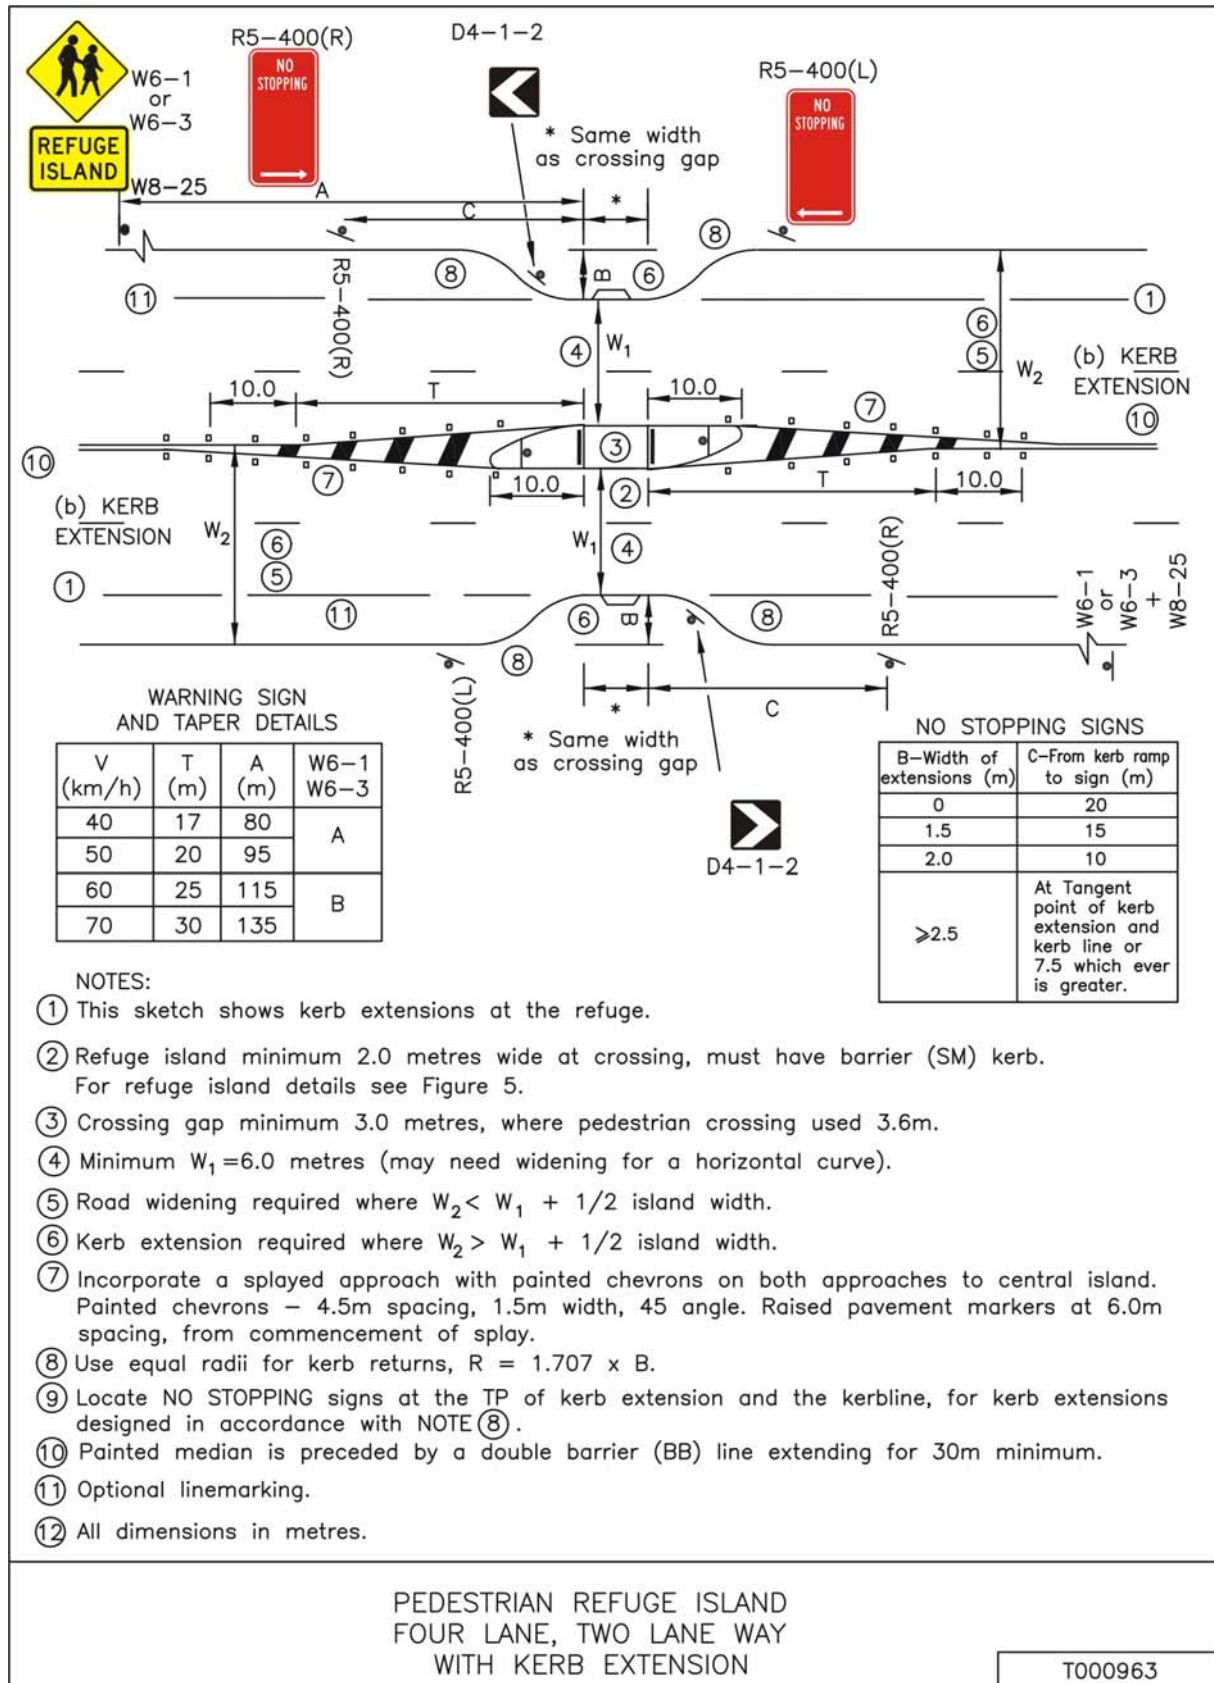 R5-400(R)
D4-1-2
R5-400(L)
NO
STOPPING
NO
STOPPING
W6-1
or
W6-3
REFUGE
ISLAND
W8-25
* Same width
as crossing gap
A
C
*
8
8
B
6
R5-400(R)
11
1
4
W1
6
5
W2
(b) KERB
EXTENSION
10
10.0
T
10.0
7
3
10
7
10.0
2
T
10.0
(b) KERB
EXTENSION
W2
6
5
W1
4
1
11
6
B
8
8
R5-400(R)
W6-1
or
W6-3
+
W8-25
R5-400(L)
*
C
* Same width
as crossing gap
D4-1-2
WARNING SIGN
AND TAPER DETAILS
V (km/h) T (m) A (m) W6-1 W6-3
40 17 80 A
50 20 95
60 25 115 B
70 30 135
NO STOPPING SIGNS
B-Width of extensions (m) C-From kerb ramp to sign (m)
0 20
1.5 15
2.0 10
⩾2.5 At Tangent
point of kerb
extension and
kerb line or
7.5 which ever
is greater.
NOTES:
1 This sketch shows kerb extensions at the refuge.
2 Refuge island minimum 2.0 metres wide at crossing, must have barrier (SM) kerb.
For refuge island details see Figure 5.
3 Crossing gap minimum 3.0 metres, where pedestrian crossing used 3.6m.
4 Minimum W1 =6.0 metres (may need widening for a horizontal curve).
5 Road widening required where W2 < W1 + 1/2 island width.
6 Kerb extension required where W2 > W1 + 1/2 island width.
7 Incorporate a splayed approach with painted chevrons on both approaches to central island.
Painted chevrons – 4.5m spacing, 1.5m width, 45 angle. Raised pavement markers at 6.0m
spacing, from commencement of splay.
8 Use equal radii for kerb returns, R = 1.707 x B.
9 Locate NO STOPPING signs at the TP of kerb extension and the kerbline, for kerb extensions
designed in accordance with NOTE 8 .
10 Painted median is preceded by a double barrier (BB) line extending for 30m minimum.
11 Optional linemarking.
12 All dimensions in metres.
PEDESTRIAN REFUGE ISLAND
FOUR LANE, TWO LANE WAY
WITH KERB EXTENSION
T000963